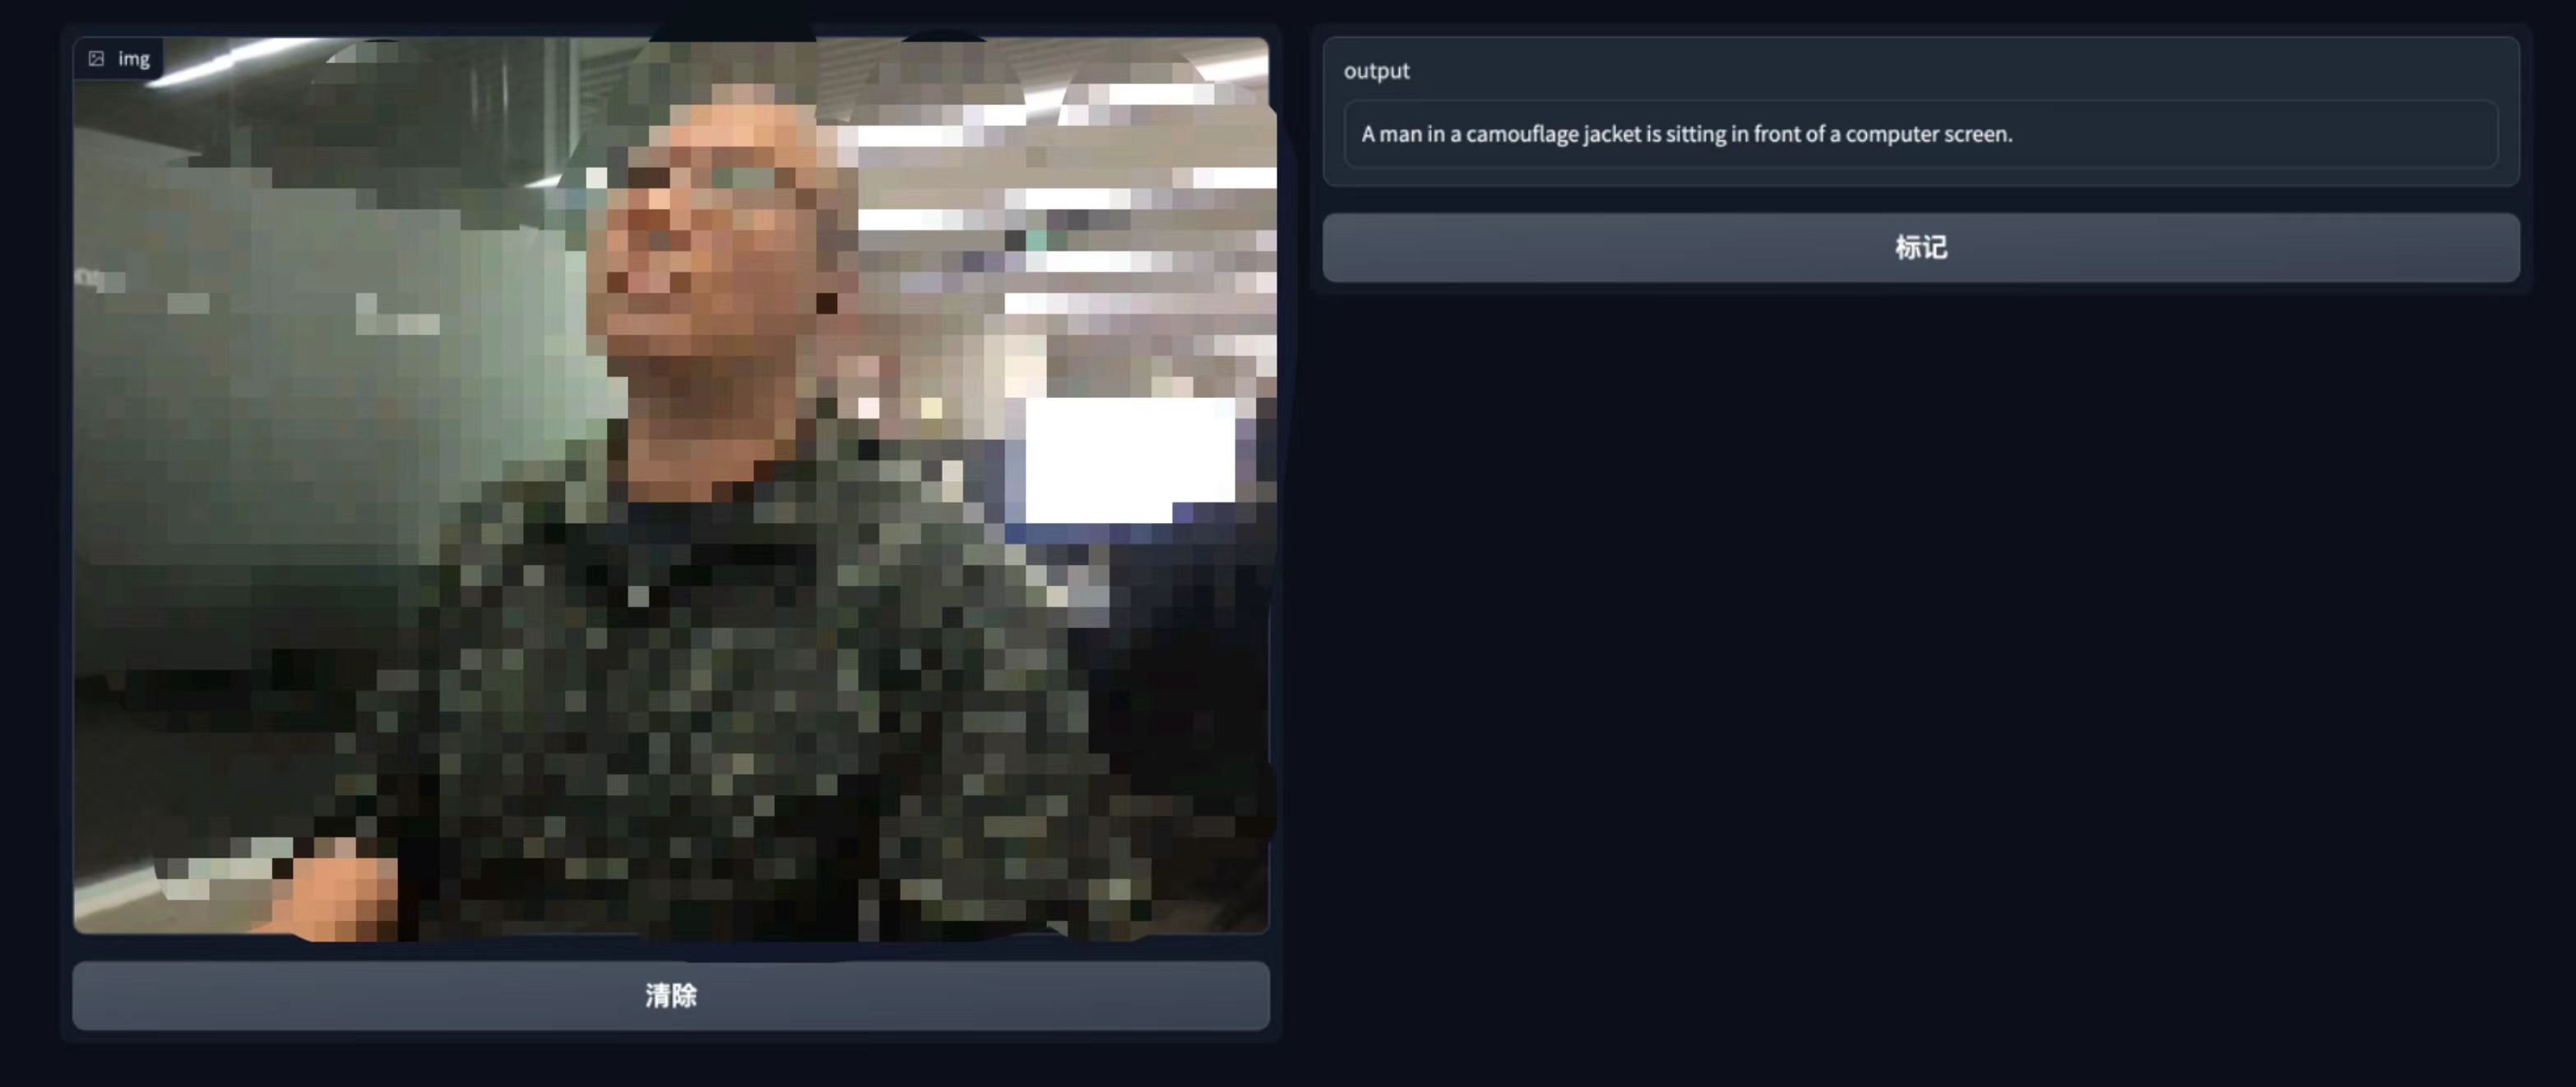 img
output
A man in a camouflage jacket is sitting in front of a computer screen.
标记
清除